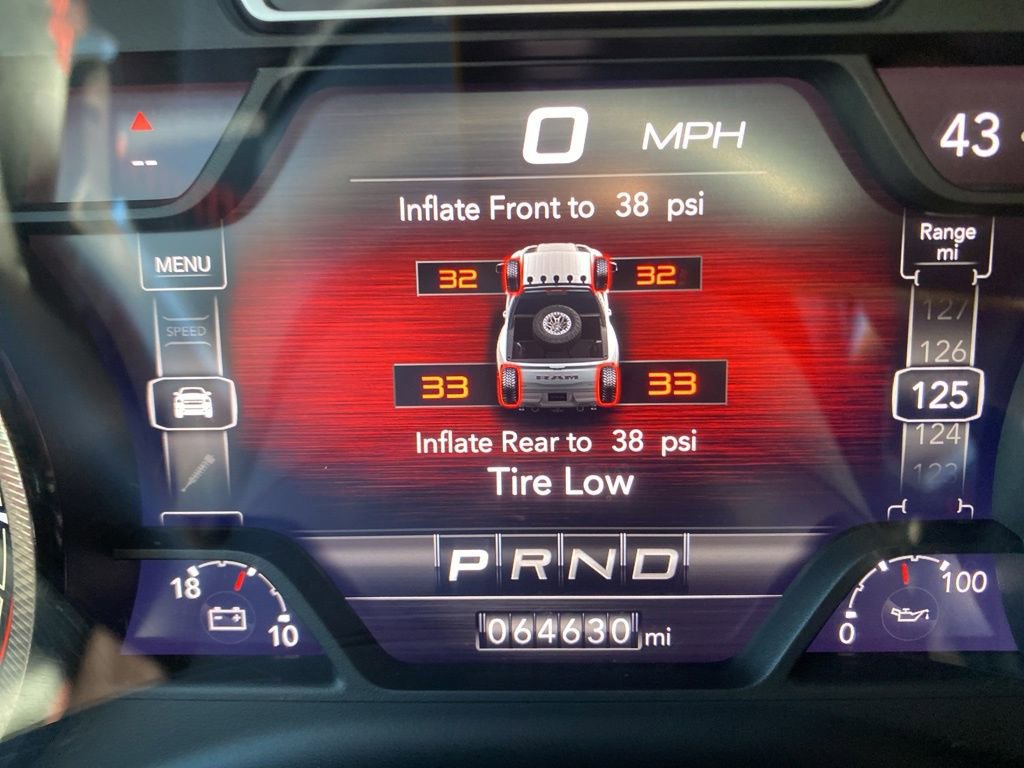 0 MPH
43
--
Inflate Front to 38 psi
MENU
Range
mi
32 32
SPEED
127
126
125
124
33 33
RAM
Inflate Rear to 38 psi
Tire Low
P R N D
18
10
064630 mi
0
100